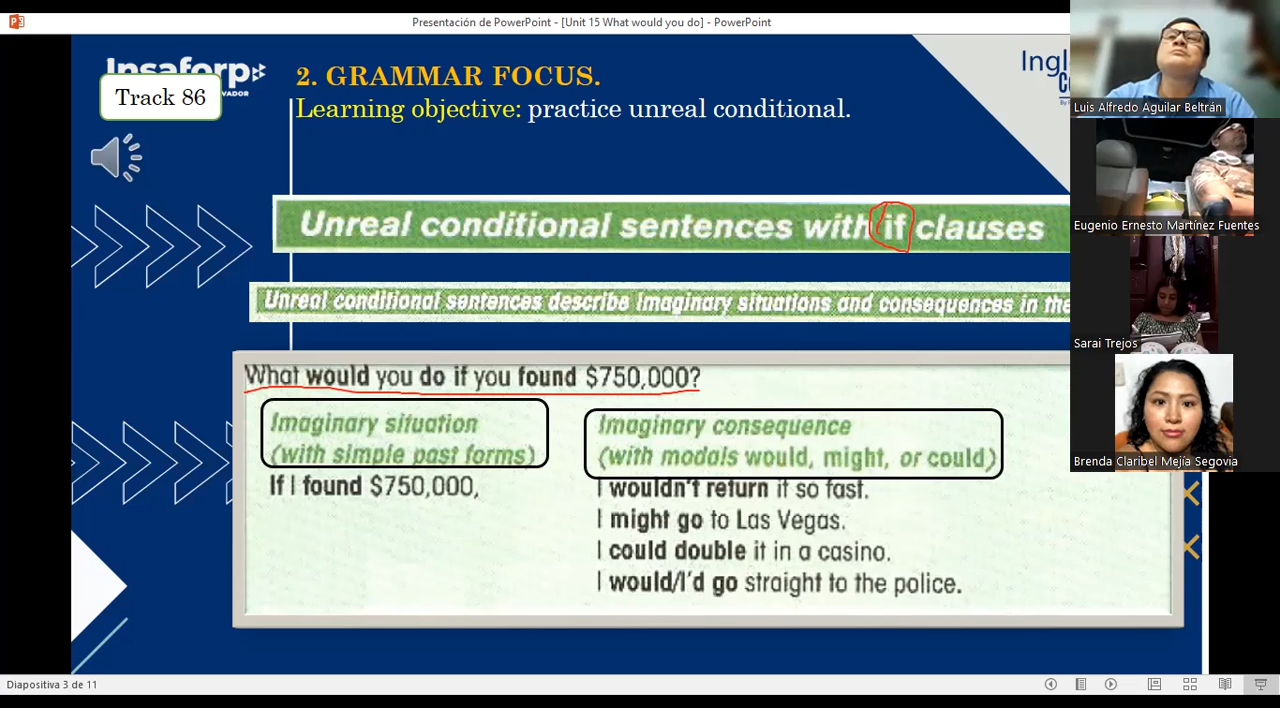 Presentación de PowerPoint - [Unit 15 What would you do] - PowerPoint
Insaforp
Track 86
2. GRAMMAR FOCUS.
Learning objective: practice unreal conditional.
Unreal conditional sentences with if clauses
Unreal conditional sentences describe imaginary situations and consequences in the
What would you do if you found $750,000?
Imaginary situation
(with simple past forms)
If I found $750,000,
Imaginary consequence
(with modals would, might, or could)
I wouldn't return it so fast.
I might go to Las Vegas.
I could double it in a casino.
I would/I'd go straight to the police.
Luis Alfredo Aguilar Beltrán
Eugenio Ernesto Martínez Fuentes
Sarai Trejos
Brenda Claribel Mejía Segovia
Diapositiva 3 de 11